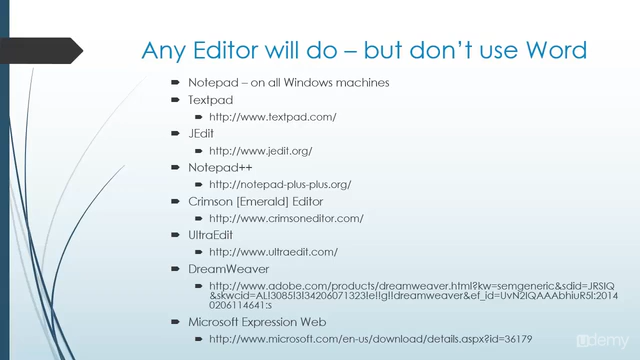 Any Editor will do – but don't use Word
Notepad – on all Windows machines
Textpad
http://www.textpad.com/
JEdit
http://www.jedit.org/
Notepad++
http://notepad-plus-plus.org/
Crimson [Emerald] Editor
http://www.crimsoneditor.com/
UltraEdit
http://www.ultraedit.com/
DreamWeaver
http://www.adobe.com/products/dreamweaver.html?kw=semgeneric&sdid=JRSIQ
&skwcid=AL!3085!3!34206071323!e!!g!!dreamweaver&ef_id=UvN2IQAAAbhiuR5I:2014
0206114641:s
Microsoft Expression Web
http://www.microsoft.com/en-us/download/details.aspx?id=36179
udemy